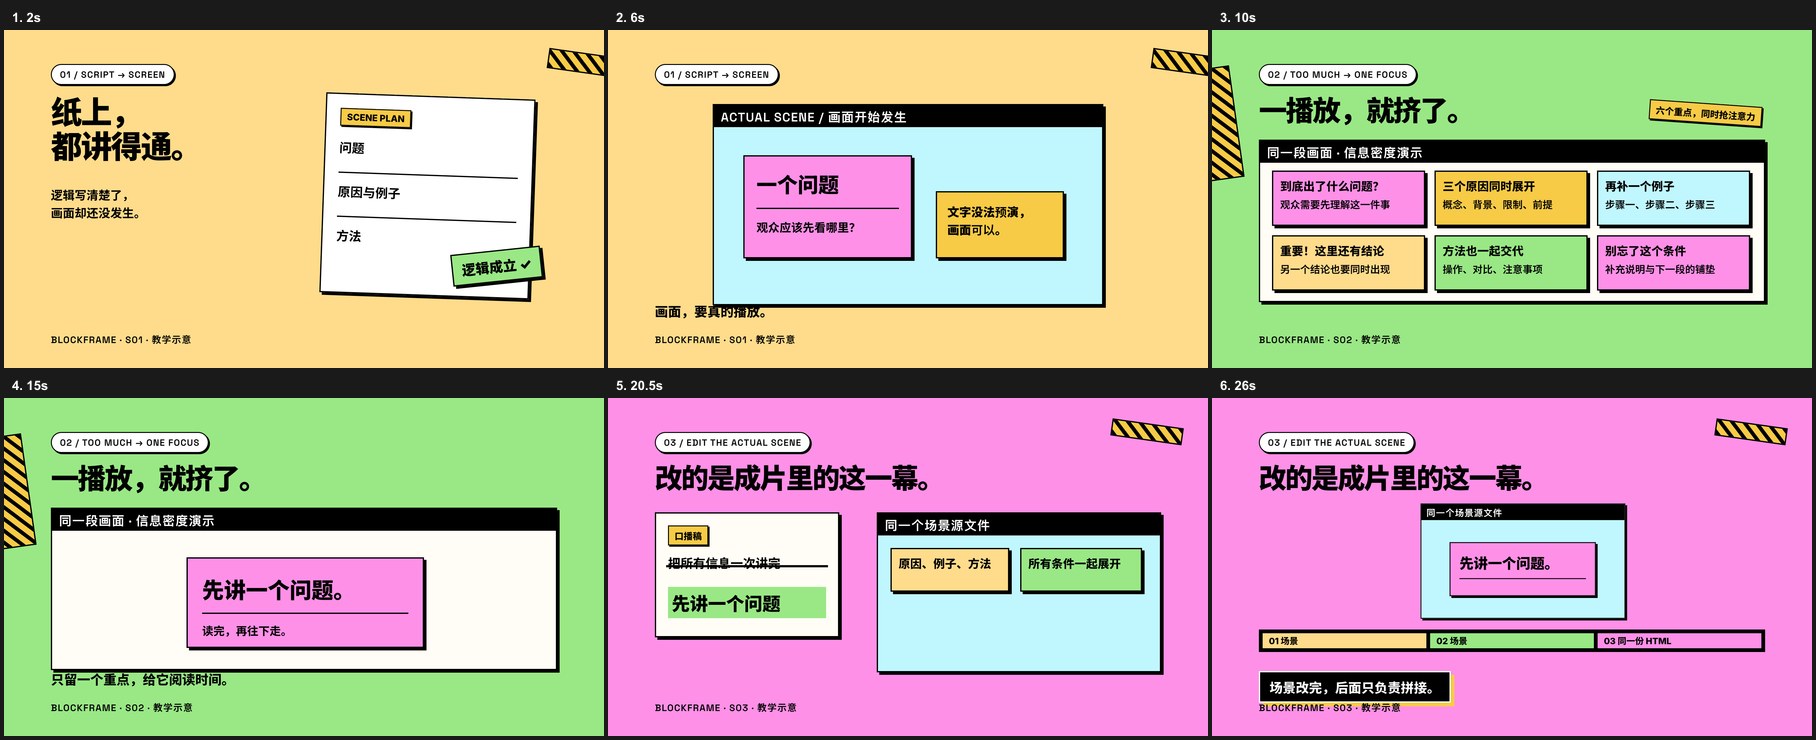 1. 2s
01 / SCRIPT → SCREEN
纸上，
都讲得通。
逻辑写清楚了，
画面却还没发生。
SCENE PLAN
问题
原因与例子
方法
逻辑成立 ✓
BLOCKFRAME · S01 · 教学示意
2. 6s
01 / SCRIPT → SCREEN
ACTUAL SCENE / 画面开始发生
一个问题
观众应该先看哪里？
文字没法预演，
画面可以。
画面，要真的播放。
BLOCKFRAME · S01 · 教学示意
3. 10s
02 / TOO MUCH → ONE FOCUS
一播放，就挤了。
六个重点，同时抢注意力
同一段画面 · 信息密度演示
到底出了什么问题？
观众需要先理解这一件事
三个原因同时展开
概念、背景、限制、前提
再补一个例子
步骤一、步骤二、步骤三
重要！这里还有结论
另一个结论也要同时出现
方法也一起交代
操作、对比、注意事项
别忘了这个条件
补充说明与下一段的铺垫
BLOCKFRAME · S02 · 教学示意
4. 15s
02 / TOO MUCH → ONE FOCUS
一播放，就挤了。
同一段画面 · 信息密度演示
先讲一个问题。
读完，再往下走。
只留一个重点，给它阅读时间。
BLOCKFRAME · S02 · 教学示意
5. 20.5s
03 / EDIT THE ACTUAL SCENE
改的是成片里的这一幕。
口播稿
把所有信息一次讲完
先讲一个问题
同一个场景源文件
原因、例子、方法
所有条件一起展开
BLOCKFRAME · S03 · 教学示意
6. 26s
03 / EDIT THE ACTUAL SCENE
改的是成片里的这一幕。
同一个场景源文件
先讲一个问题。
01 场景
02 场景
03 同一份 HTML
场景改完，后面只负责拼接。
BLOCKFRAME · S03 · 教学示意